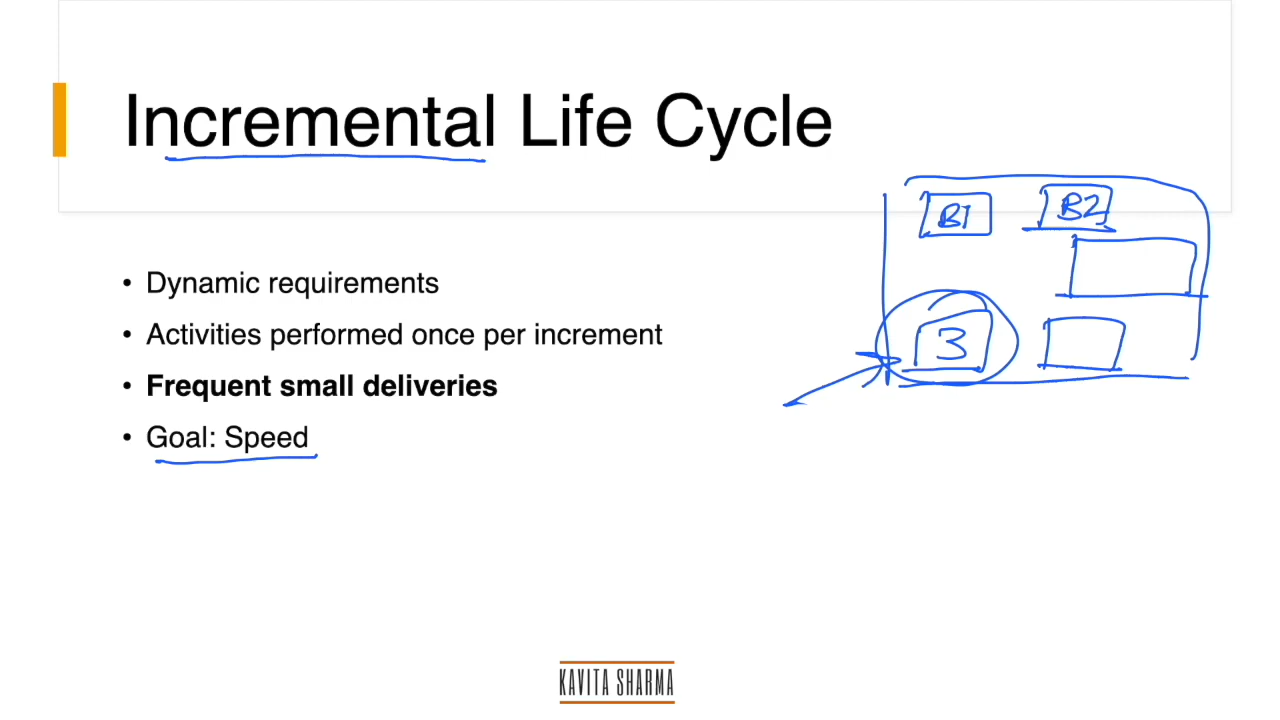 Incremental Life Cycle
B1 B2
• Dynamic requirements
• Activities performed once per increment
3
• Frequent small deliveries
• Goal: Speed
KAVITA SHARMA